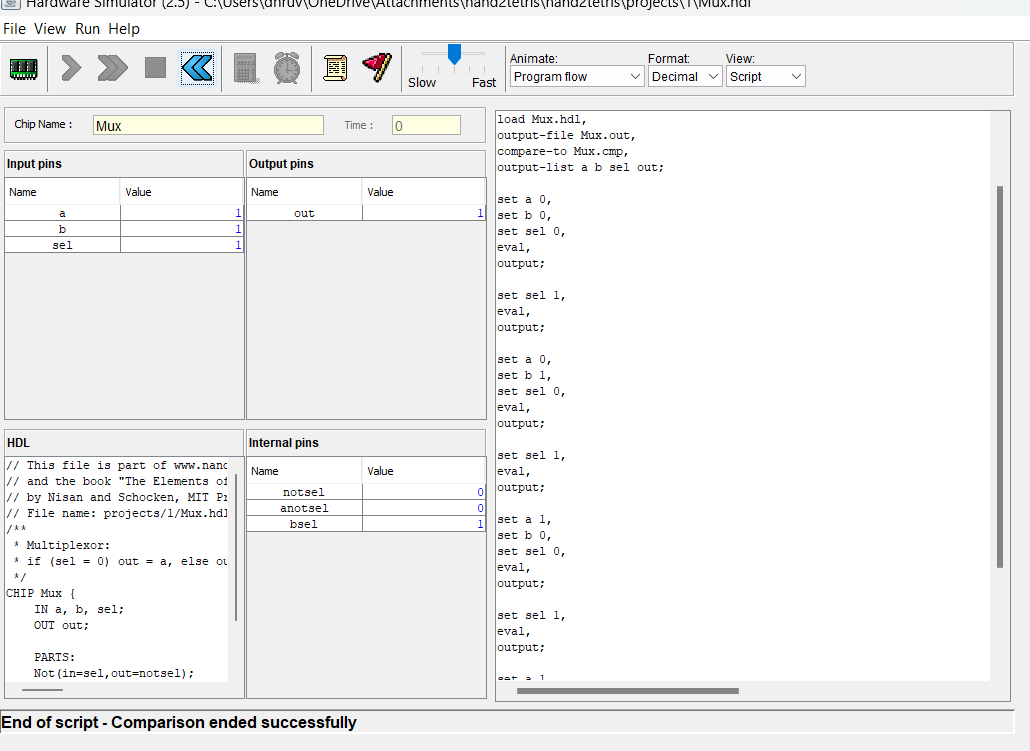 Hardware Simulator (2.5) - C:\Users\dhruv\OneDrive\Attachments\nand2tetris\nand2tetris\projects\1\Mux.hdl
File View Run Help
Slow Fast
Animate: Format: View:
Program flow Decimal Script
Chip Name : Mux Time : 0
Input pins
Name Value
a 1
b 1
sel 1
Output pins
Name Value
out 1
HDL
// This file is part of www.nand
// and the book "The Elements of
// by Nisan and Schocken, MIT Pr
// File name: projects/1/Mux.hdl
/**
* Multiplexor:
* if (sel = 0) out = a, else ou
*/
CHIP Mux {
IN a, b, sel;
OUT out;
PARTS:
Not(in=sel,out=notsel);
Internal pins
Name Value
notsel 0
anotsel 0
bsel 1
load Mux.hdl,
output-file Mux.out,
compare-to Mux.cmp,
output-list a b sel out;
set a 0,
set b 0,
set sel 0,
eval,
output;
set sel 1,
eval,
output;
set a 0,
set b 1,
set sel 0,
eval,
output;
set sel 1,
eval,
output;
set a 1,
set b 0,
set sel 0,
eval,
output;
set sel 1,
eval,
output;
set a 1
End of script - Comparison ended successfully